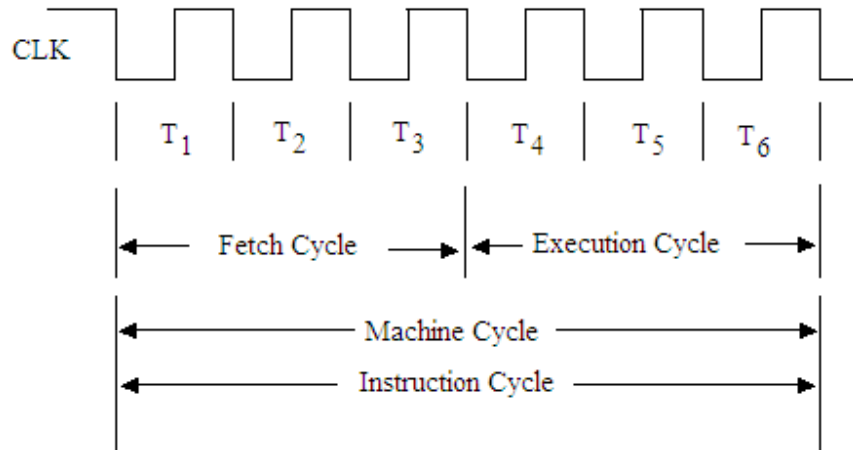 CLK
T1 T2 T3 T4 T5 T6
Fetch Cycle Execution Cycle
Machine Cycle
Instruction Cycle